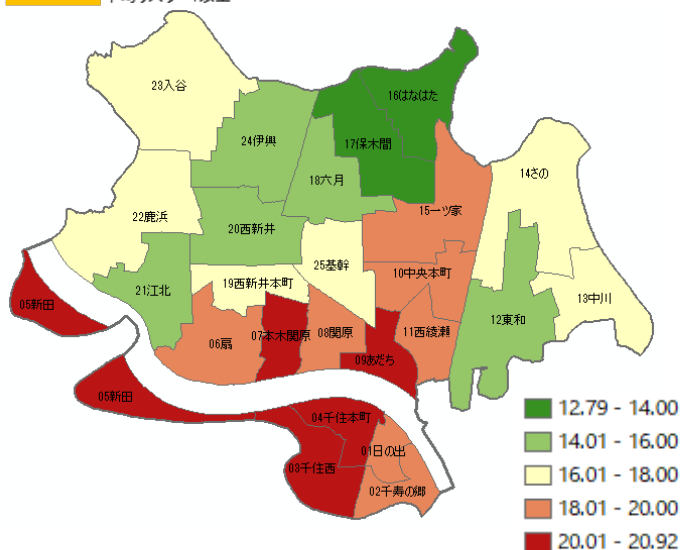 23入谷
16はなはた
24伊興
17保木間
14さの
18六月
15一ツ家
22鹿浜
20西新井
25基幹
10中央本町
19西新井本町
21江北
13中川
05新田
12東和
07本木関原
08関原
11西綾瀬
06扇
09あだち
05新田
04千住本町
01日の出
03千住西
02千寿の郷
12.79 - 14.00
14.01 - 16.00
16.01 - 18.00
18.01 - 20.00
20.01 - 20.92